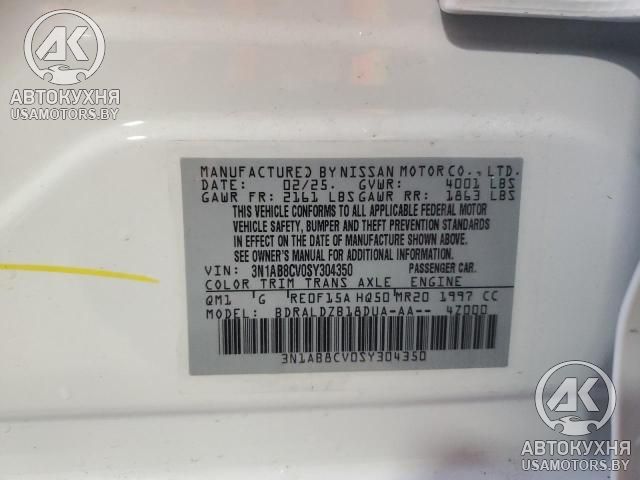 AK
АВТОКУХНЯ
USAMOTORS.BY
MANUFACTURED BY NISSAN MOTOR CO., LTD.
DATE: 02/25. GVWR: 4001 LBS
GAWR FR: 2161 LBS GAWR RR: 1863 LBS
THIS VEHICLE CONFORMS TO ALL APPLICABLE FEDERAL MOTOR
VEHICLE SAFETY, BUMPER AND THEFT PREVENTION STANDARDS
IN EFFECT ON THE DATE OF MANUFACTURE SHOWN ABOVE.
SEE OWNER'S MANUAL FOR ADDITIONAL INFORMATION.
VIN: 3N1AB8CV0SY304350 PASSENGER CAR.
COLOR TRIM TRANS AXLE ENGINE
QM1 G RE0F15A HQ50 MR20 1997 CC
MODEL: BDRALDZB18DUA-AA-- 4Z000
3N1AB8CV0SY304350
AK
АВТОКУХНЯ
USAMOTORS.BY